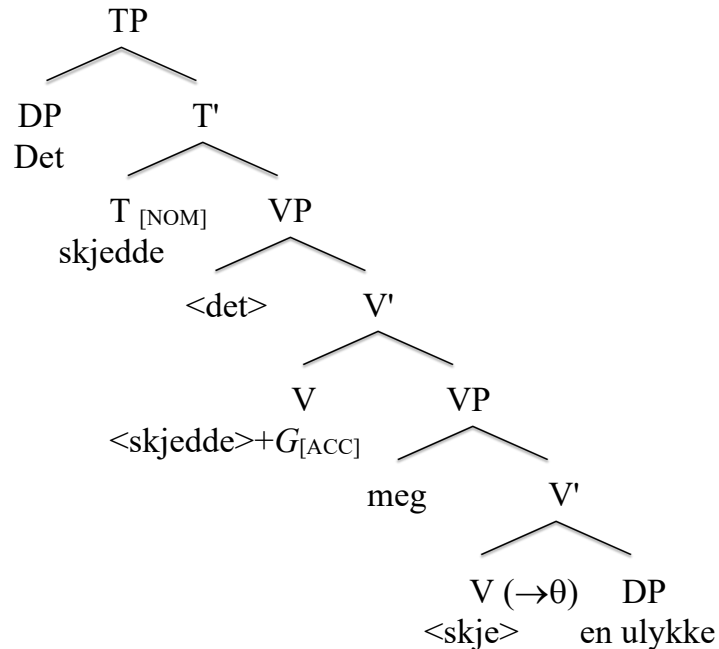 TP
DP T'
Det
T [NOM] VP
skjedde
<det> V'
V VP
<skjedde>+G[ACC]
meg V'
V (→θ) DP
<skje> en ulykke